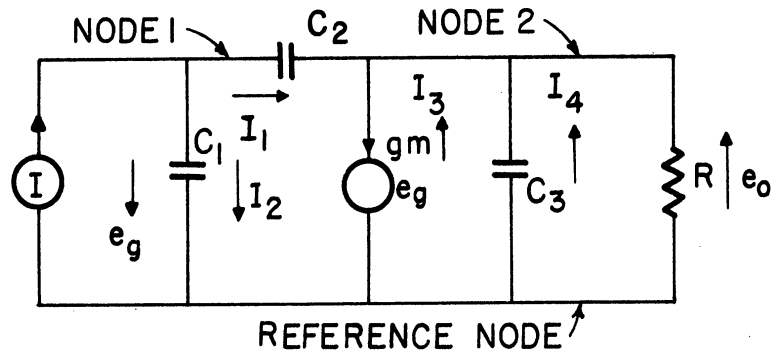 NODE 1
C2
NODE 2
I3
I4
I
C1
I1
gm
eg
C3
R
eo
I2
eg
REFERENCE NODE